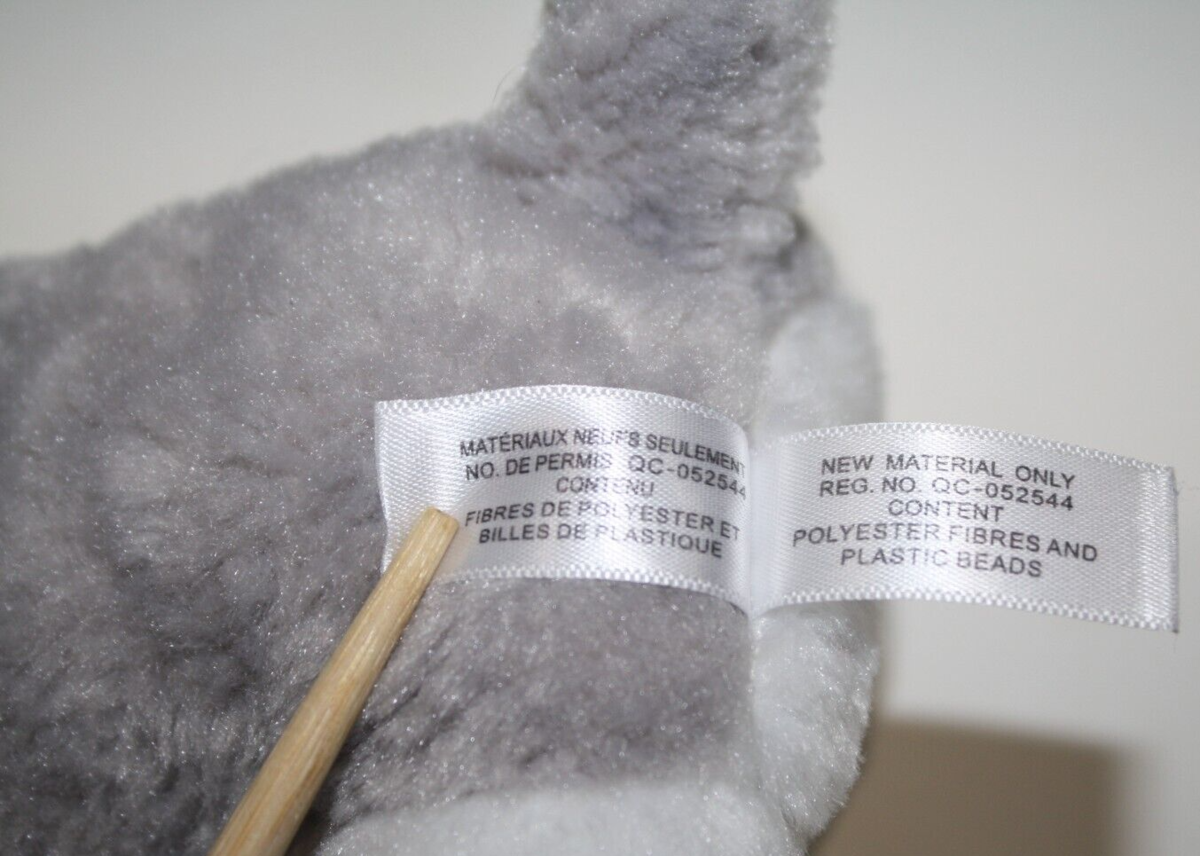 MATÉRIAUX NEUFS SEULEMENT
NO. DE PERMIS QC-052544
CONTENU
FIBRES DE POLYESTER ET
BILLES DE PLASTIQUE
NEW MATERIAL ONLY
REG. NO. QC-052544
CONTENT
POLYESTER FIBRES AND
PLASTIC BEADS